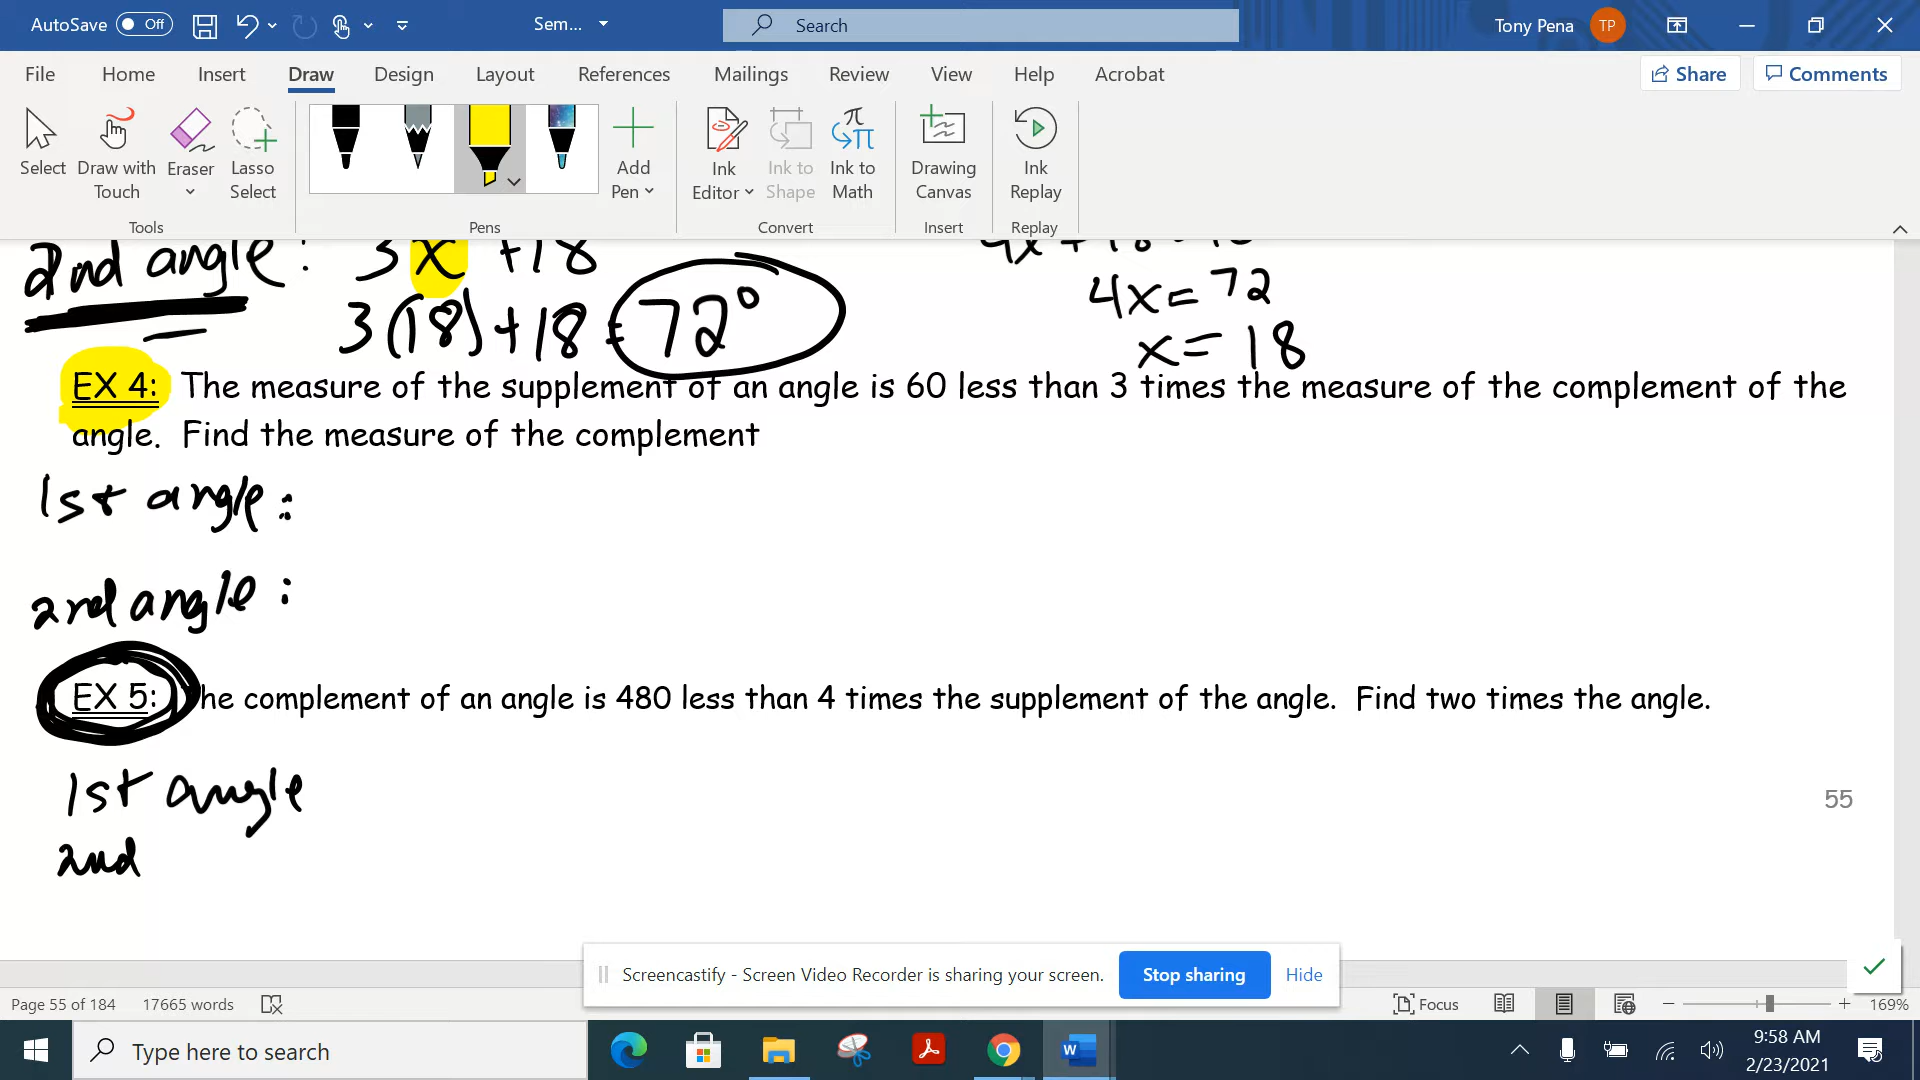 AutoSave Off Sem... Search Tony Pena TP
File Home Insert Draw Design Layout References Mailings Review View Help Acrobat Share Comments
Select Draw with Touch Eraser Lasso Select Add Pen Ink Editor Ink to Shape Ink to Math Drawing Canvas Ink Replay
Tools Pens Convert Insert Replay
2nd angle: 3x +18
3(18)+18 = 72°
4x = 72
x = 18
EX 4: The measure of the supplement of an angle is 60 less than 3 times the measure of the complement of the
angle. Find the measure of the complement
1st angle:
2nd angle:
EX 5: he complement of an angle is 480 less than 4 times the supplement of the angle. Find two times the angle.
1st angle
55
2nd
Screencastify - Screen Video Recorder is sharing your screen. Stop sharing Hide
Page 55 of 184 17665 words Focus 169%
Type here to search 9:58 AM
2/23/2021